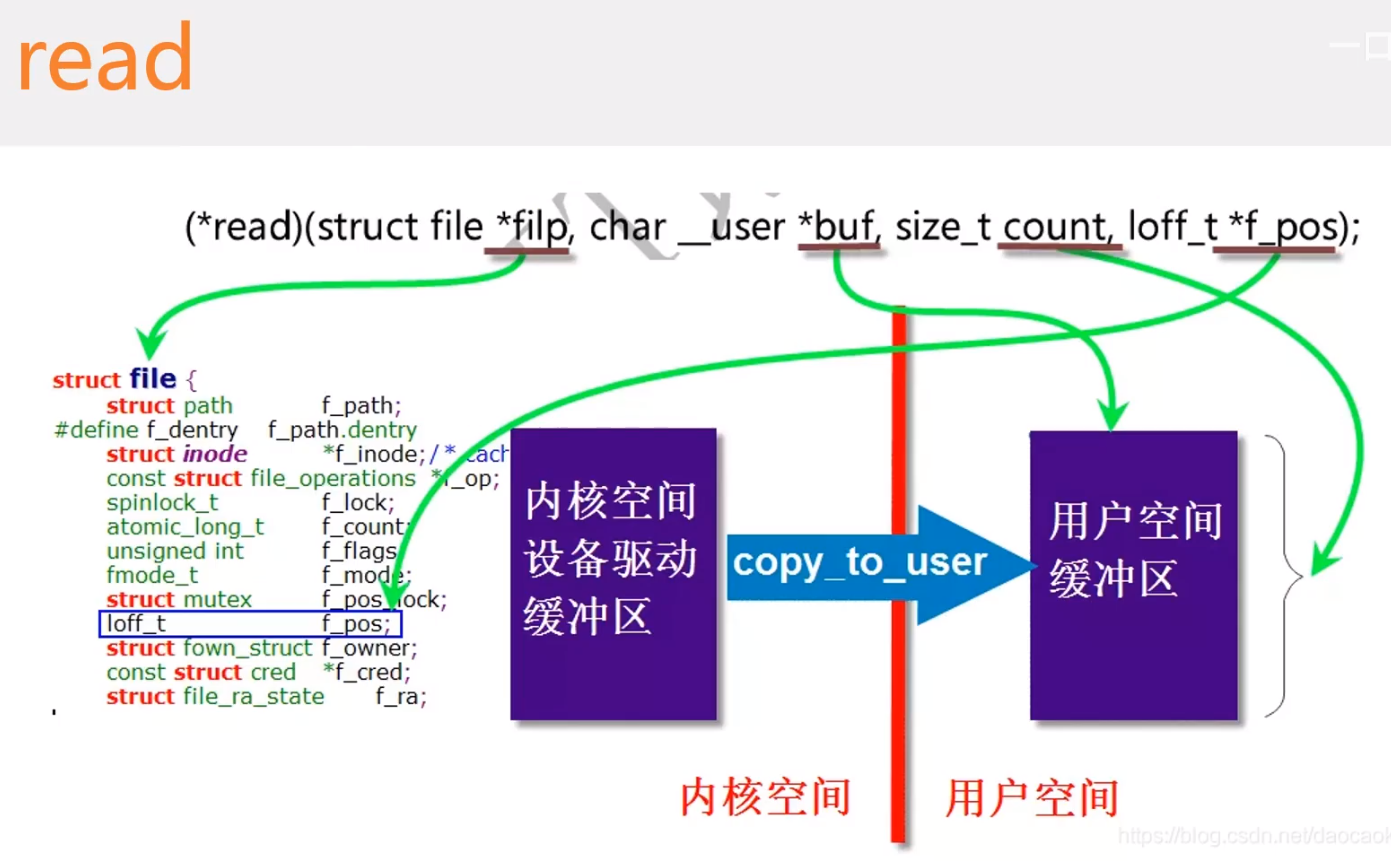 read
(*read)(struct file *filp, char __user *buf, size_t count, loff_t *f_pos);
struct file {
struct path f_path;
#define f_dentry f_path.dentry
struct inode *f_inode; /* cach
const struct file_operations *f_op;
spinlock_t f_lock;
atomic_long_t f_count;
unsigned int f_flags
fmode_t f_mode;
struct mutex f_pos_lock;
loff_t f_pos;
struct fown_struct f_owner;
const struct cred *f_cred;
struct file_ra_state f_ra;
内核空间
设备驱动
缓冲区
copy_to_user
用户空间
缓冲区
内核空间
用户空间
https://blog.csdn.net/daocaok